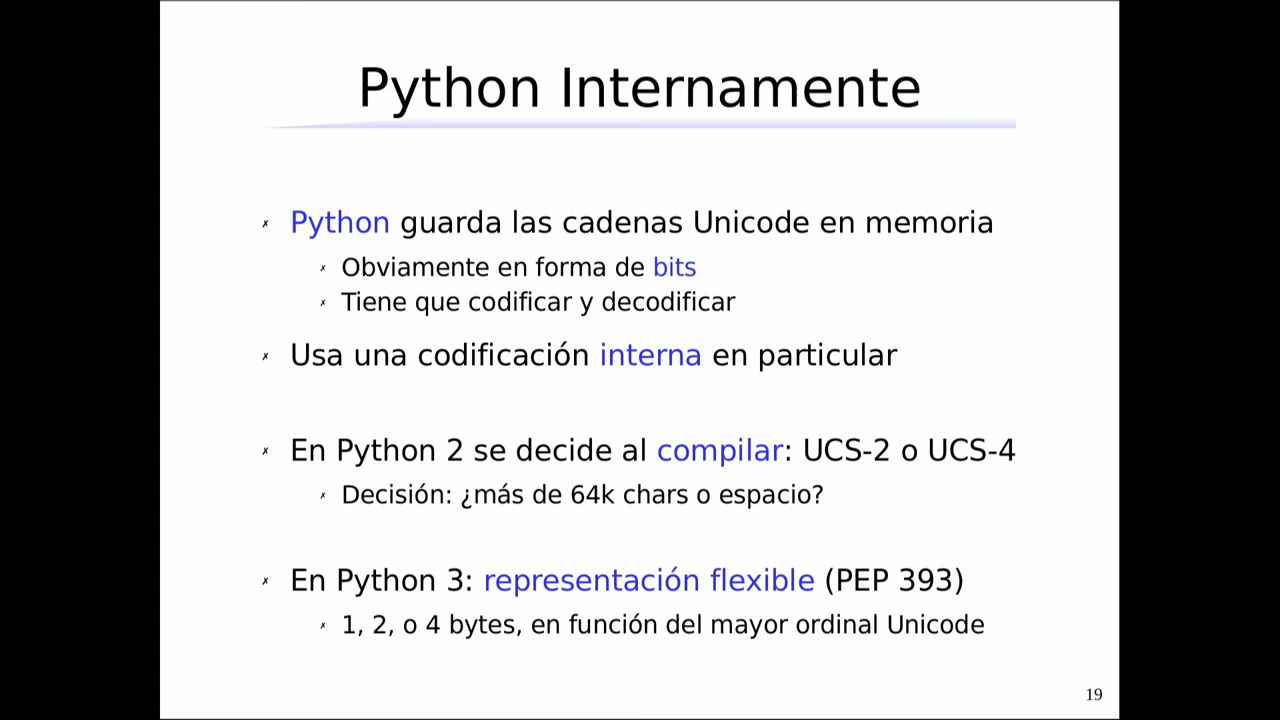 Python Internamente
✗ Python guarda las cadenas Unicode en memoria
✗ Obviamente en forma de bits
✗ Tiene que codificar y decodificar
✗ Usa una codificación interna en particular
✗ En Python 2 se decide al compilar: UCS-2 o UCS-4
✗ Decisión: ¿más de 64k chars o espacio?
✗ En Python 3: representación flexible (PEP 393)
✗ 1, 2, o 4 bytes, en función del mayor ordinal Unicode
19